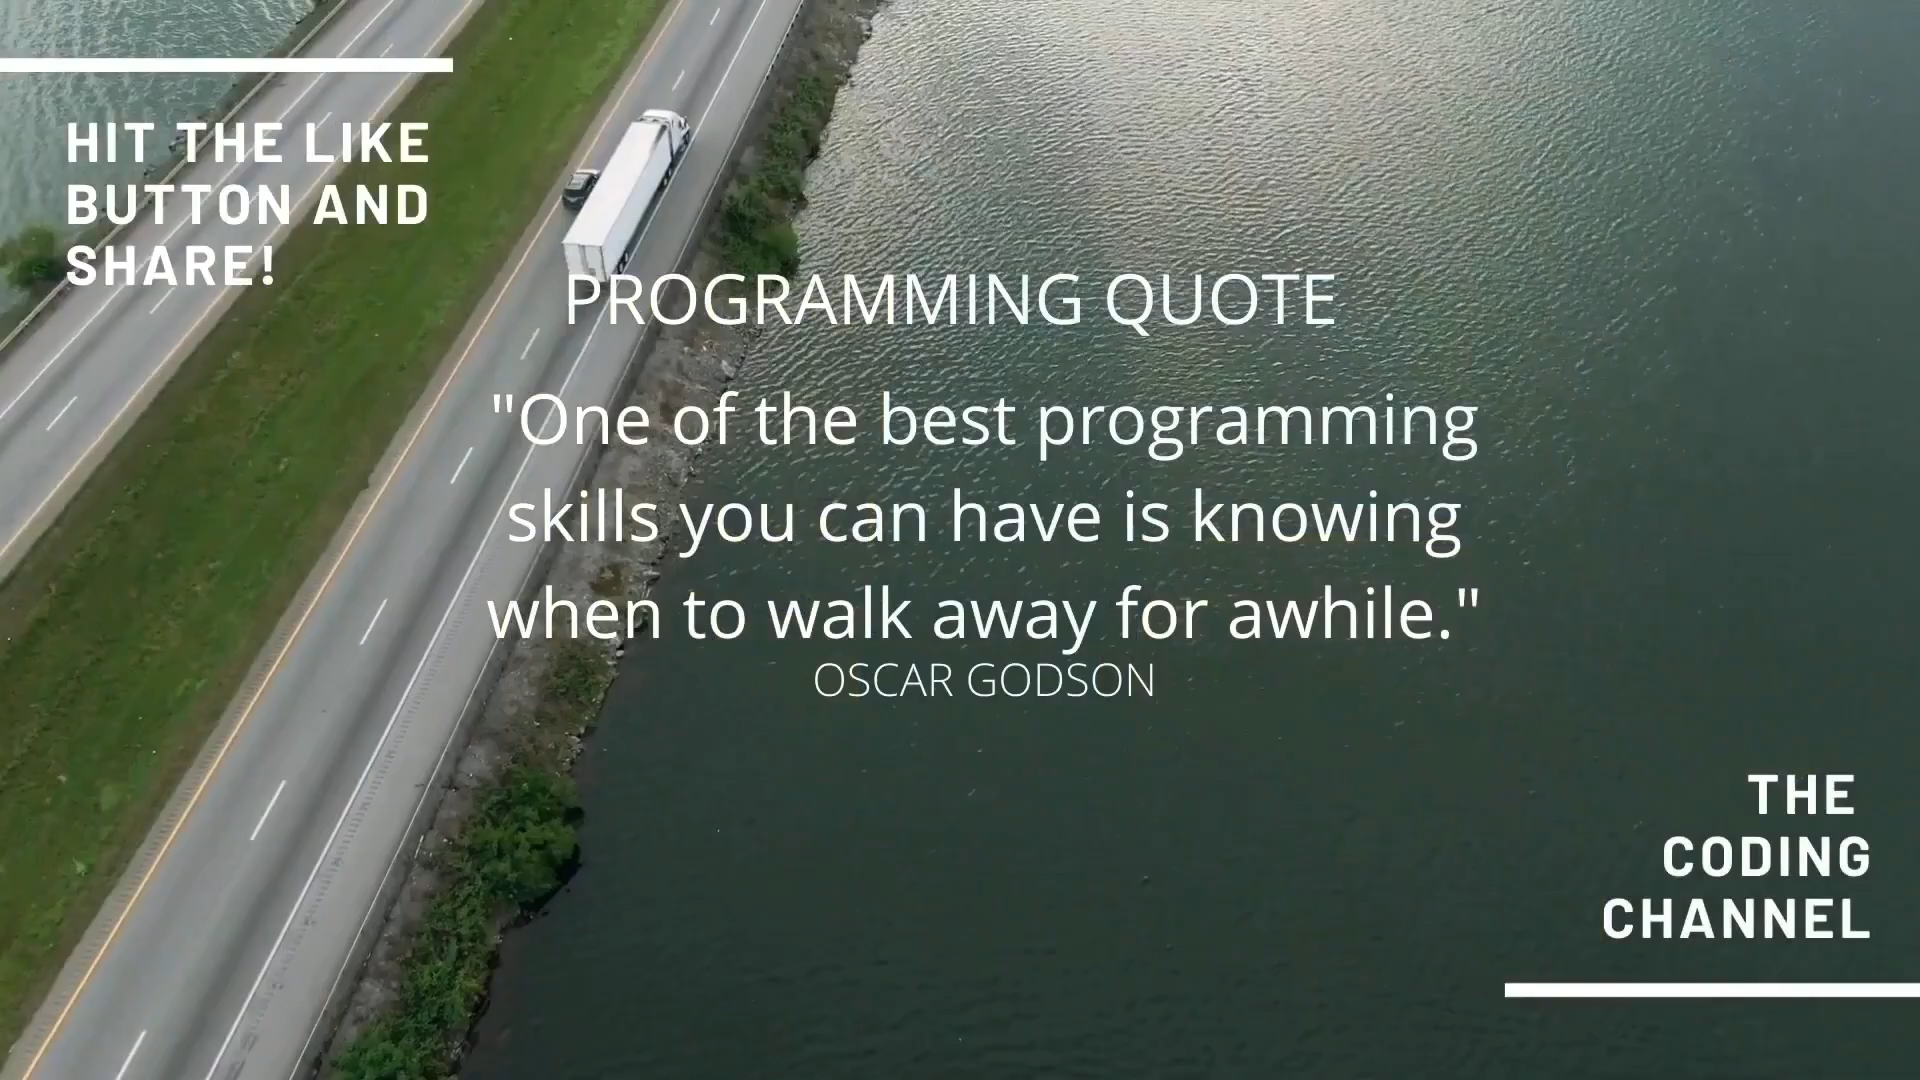 HIT THE LIKE
BUTTON AND
SHARE!
PROGRAMMING QUOTE
"One of the best programming
skills you can have is knowing
when to walk away for awhile."
OSCAR GODSON
THE
CODING
CHANNEL